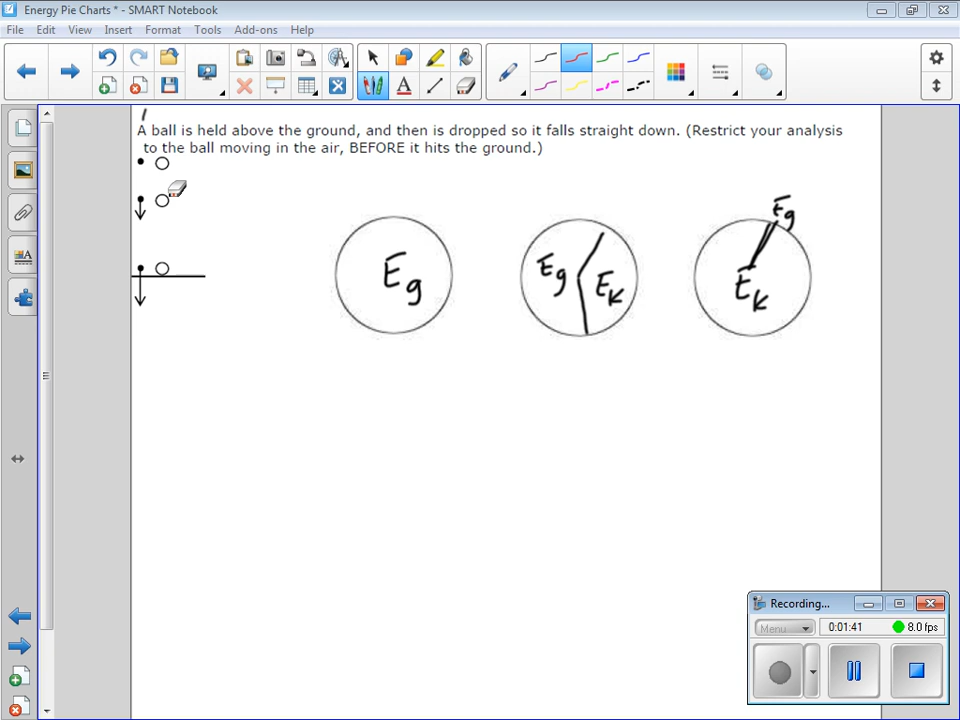 Energy Pie Charts * - SMART Notebook
File Edit View Insert Format Tools Add-ons Help
A ball is held above the ground, and then is dropped so it falls straight down. (Restrict your analysis
to the ball moving in the air, BEFORE it hits the ground.)
Eg
Eg
Eg
Ek
Ek
Recording...
Menu
0:01:41
8.0 fps